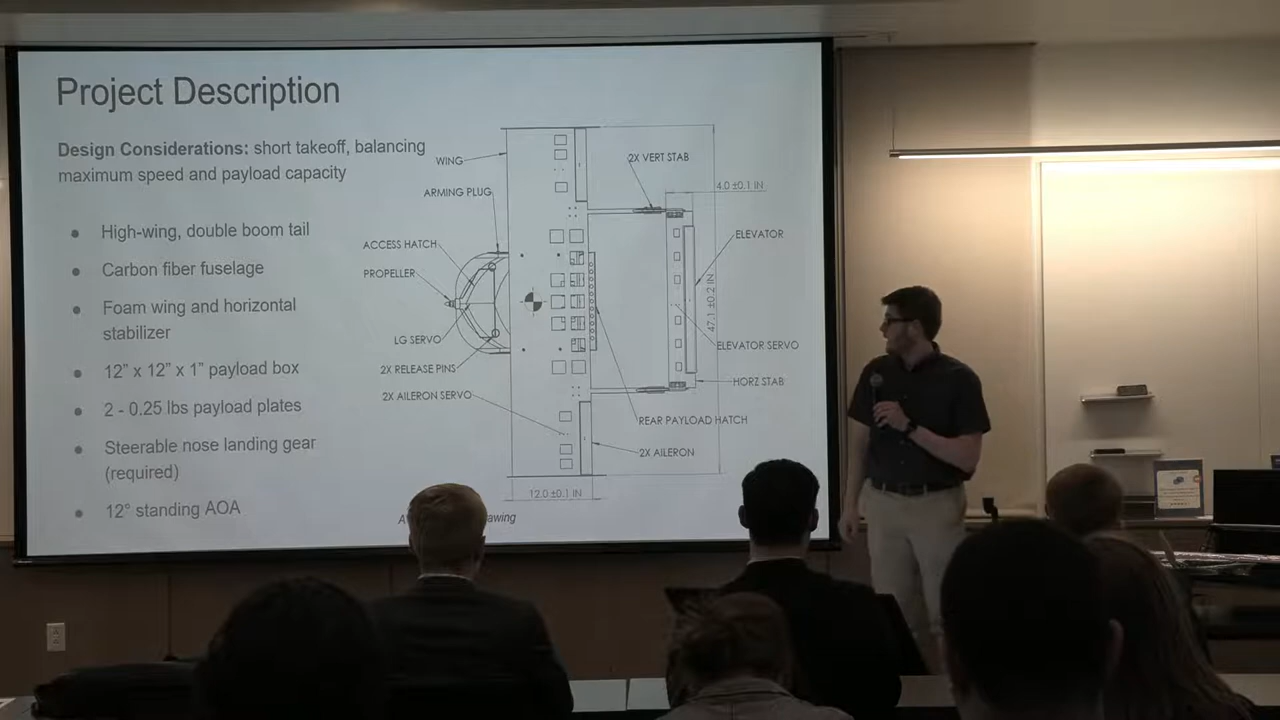 Project Description
Design Considerations: short takeoff, balancing
maximum speed and payload capacity
High-wing, double boom tail
Carbon fiber fuselage
Foam wing and horizontal
stabilizer
12” x 12” x 1” payload box
2 - 0.25 lbs payload plates
Steerable nose landing gear
(required)
12° standing AOA
WING
ARMING PLUG
ACCESS HATCH
PROPELLER
LG SERVO
2X RELEASE PINS
2X AILERON SERVO
2X VERT STAB
4.0 ±0.1 IN
ELEVATOR
47.1 ±0.2 IN
ELEVATOR SERVO
HORZ STAB
REAR PAYLOAD HATCH
2X AILERON
12.0 ±0.1 IN